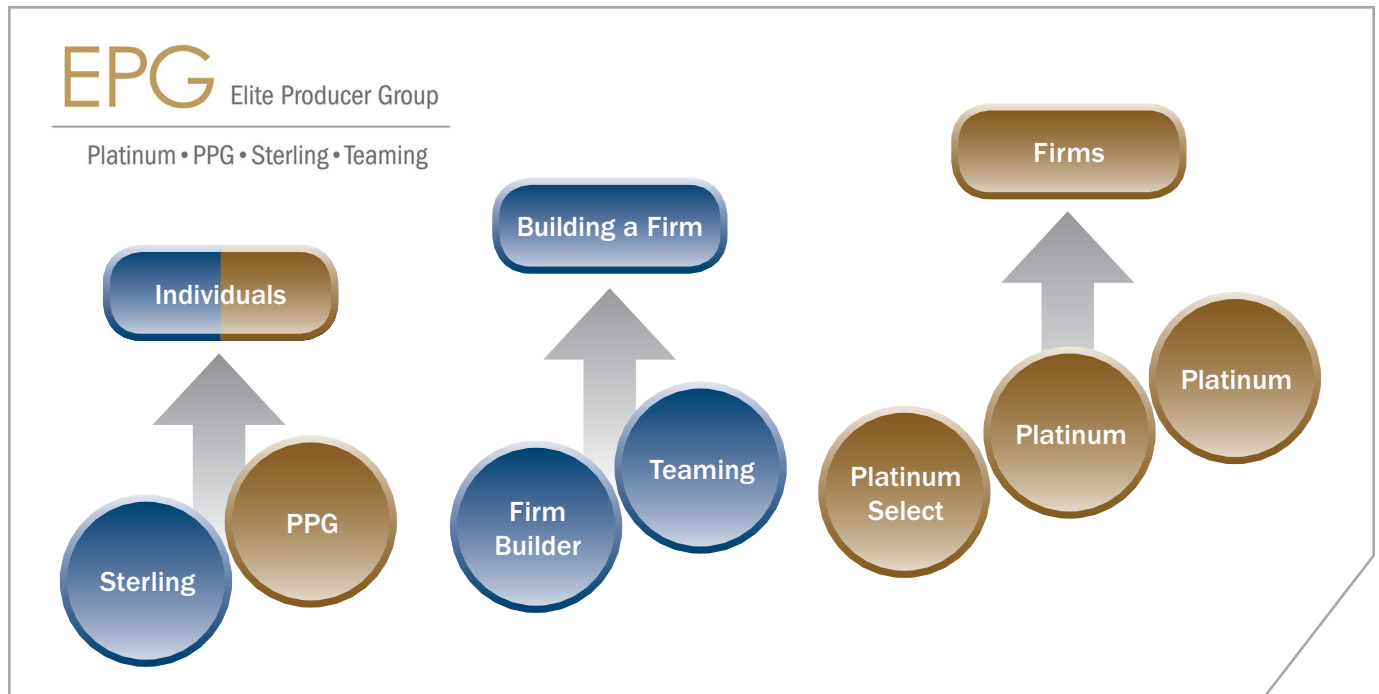 EPG Elite Producer Group
Platinum • PPG • Sterling • Teaming
Individuals
Sterling
PPG
Building a Firm
Firm
Builder
Teaming
Firms
Platinum
Select
Platinum
Platinum